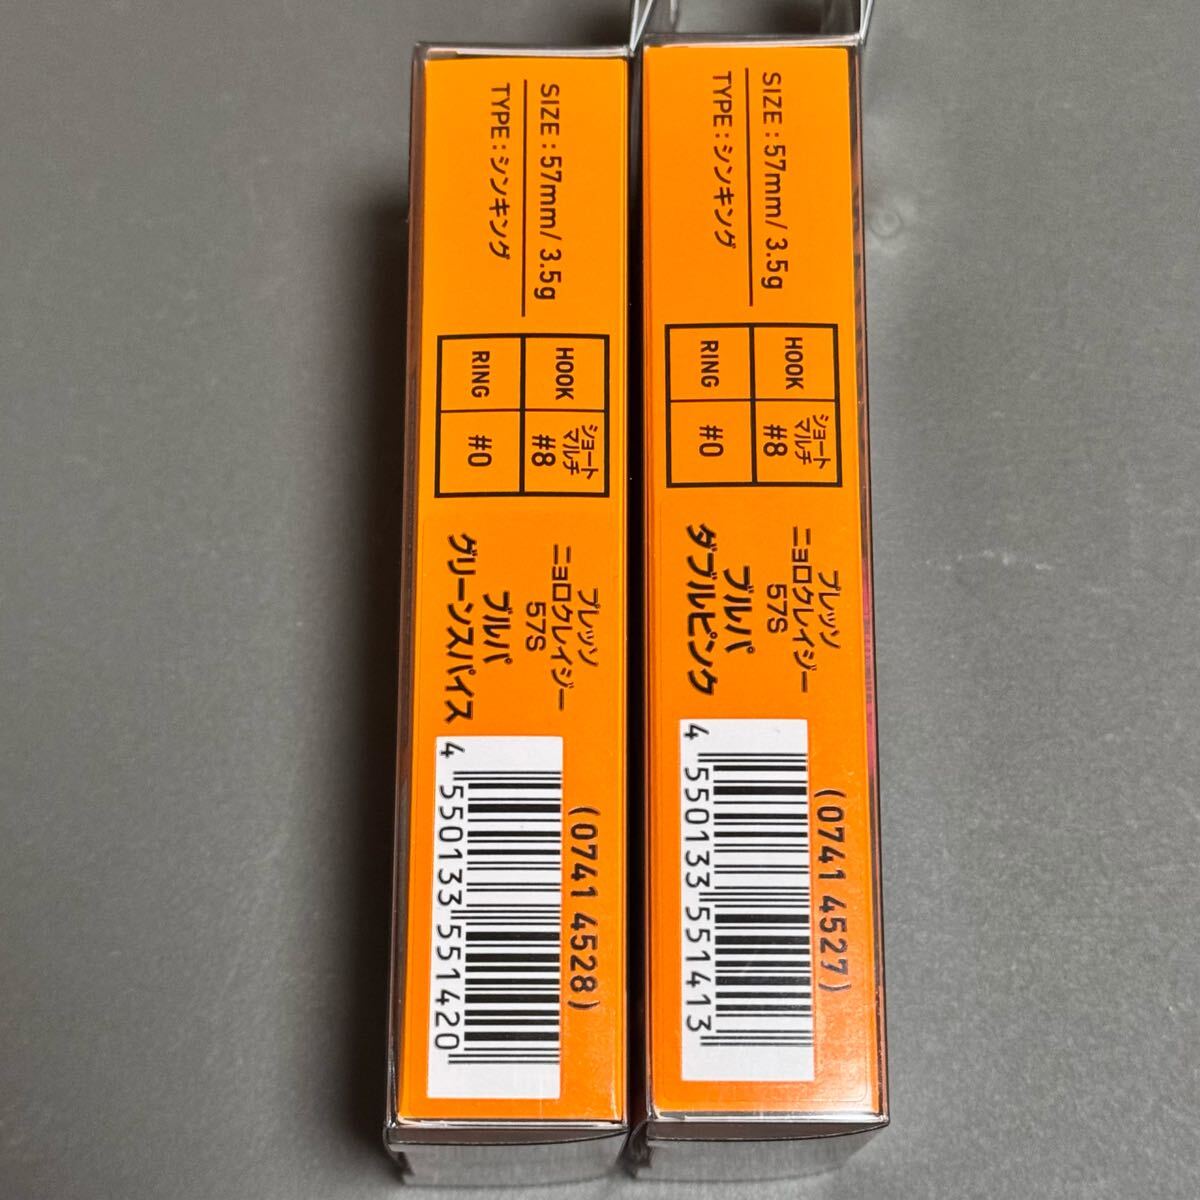 SIZE : 57mm/ 3.5g
TYPE : シンキング
HOOK
ショート
マルチ
#8
RING
#0
プレッソ
ニョロクレイジー
57S
ブルパ
グリーンスパイス
(0741 4528)
4 550133 551420
SIZE : 57mm/ 3.5g
TYPE : シンキング
HOOK
ショート
マルチ
#8
RING
#0
プレッソ
ニョロクレイジー
57S
ブルパ
ダブルピンク
(0741 4527)
4 550133 551413